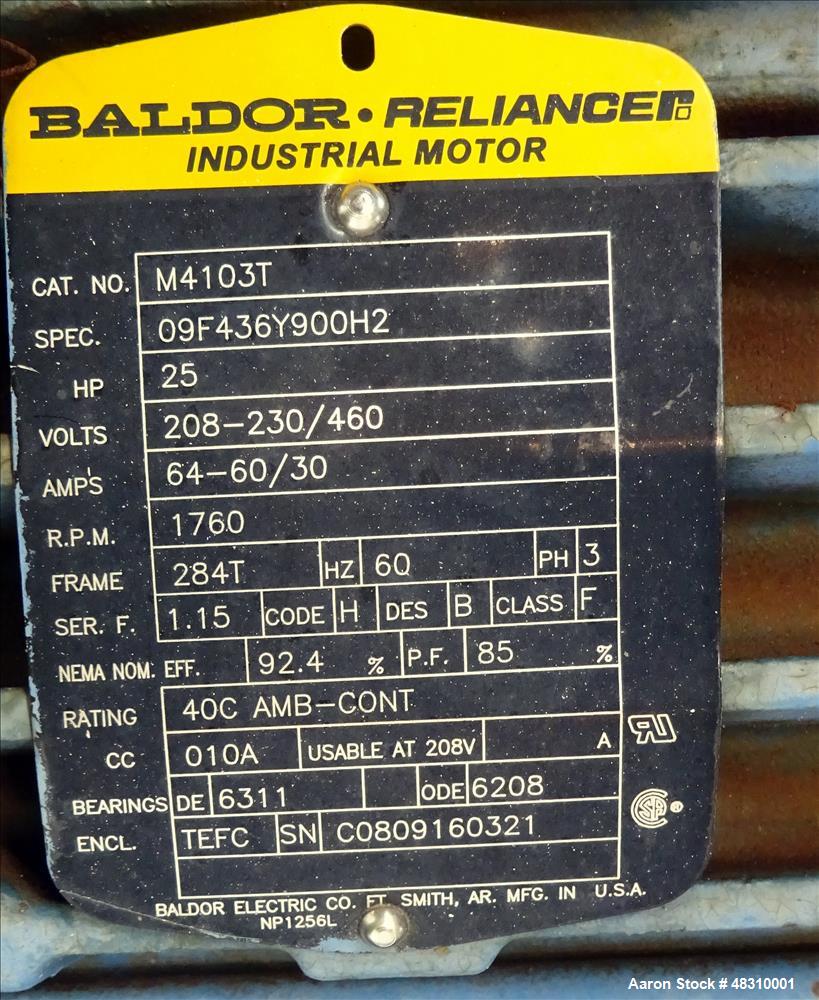 BALDOR • RELIANCER
INDUSTRIAL MOTOR
CAT. NO. M4103T
SPEC. 09F436Y900H2
HP 25
VOLTS 208-230/460
AMPS 64-60/30
R.P.M. 1760
FRAME 284T HZ 60 PH 3
SER. F. 1.15 CODE H DES B CLASS F
NEMA NOM. EFF. 92.4 % P.F. 85 %
RATING 40C AMB-CONT
CC 010A USABLE AT 208V A
BEARINGS DE 6311 ODE 6208
ENCL. TEFC SN C0809160321
BALDOR ELECTRIC CO. FT. SMITH, AR. MFG. IN U.S.A.
NP1256L
Aaron Stock # 48310001